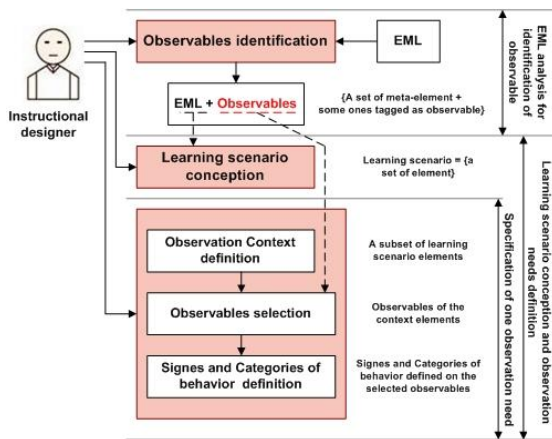 Observables identification
EML
EML + Observables
{A set of meta-element +
some ones tagged as observable}
EML analysis for
identification of
observable
Instructional
designer
Learning scenario
conception
Learning scenario = {a
set of element}
Observation Context
definition
A subset of learning
scenario elements
Observables selection
Observables of the
context elements
Signes and Categories of
behavior definition
Signes and Categories of
behavior defined on the
selected observables
Specification of one observation need
Learning scenario conception and observation
needs definition